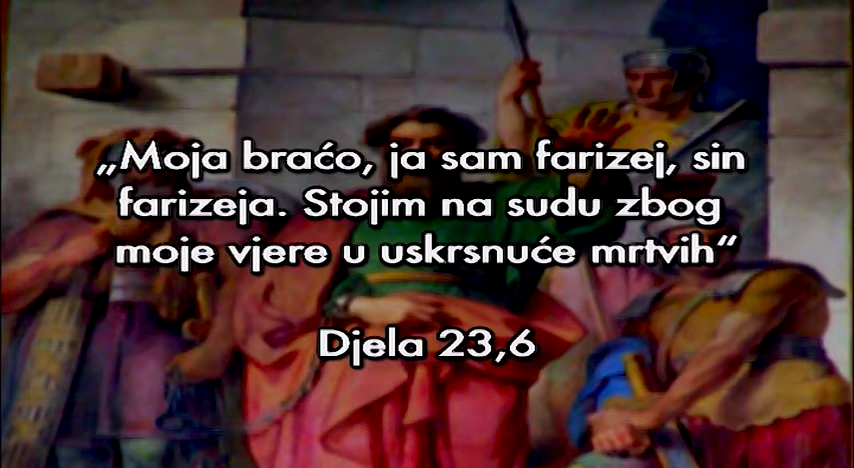 „Moja braćo, ja sam farizej, sin
farizeja. Stojim na sudu zbog
moje vjere u uskrsnuće mrtvih“
Djela 23,6